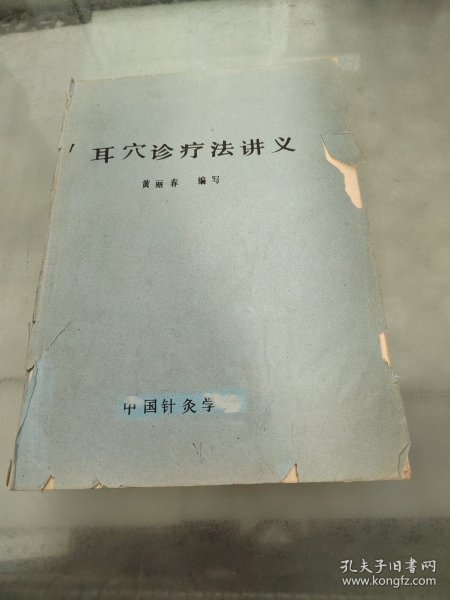 耳穴诊疗法讲义
黄丽春 编写
中国针灸学
孔夫子旧书网
www.kongfz.com